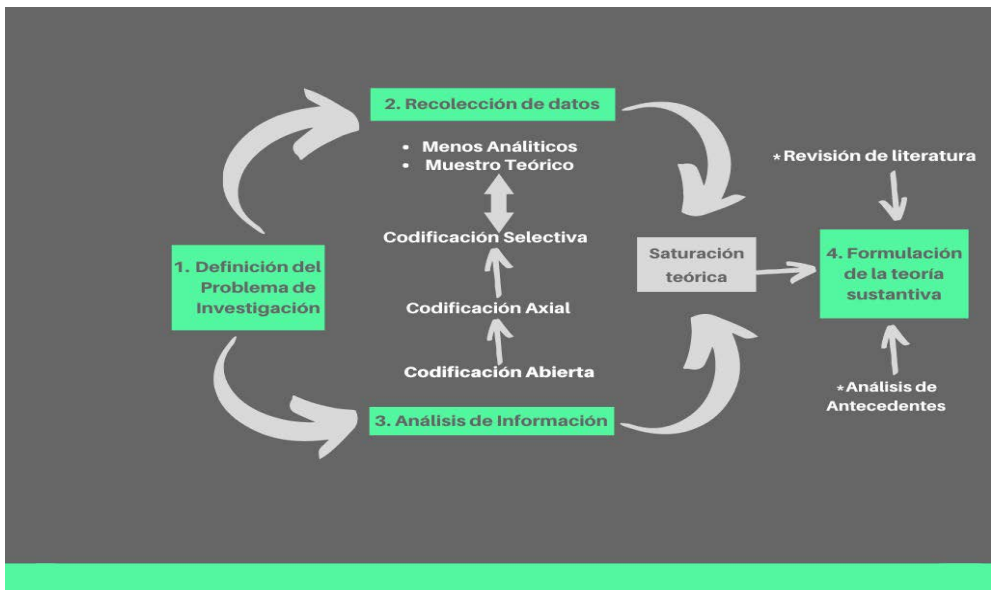 2. Recolección de datos
• Menos Análiticos
• Muestro Teórico
Codificación Selectiva
Codificación Axial
Codificación Abierta
3. Análisis de Información
1. Definición del
Problema de
Investigación
Saturación
teórica
*Revisión de literatura
4. Formulación
de la teoría
sustantiva
*Análisis de
Antecedentes